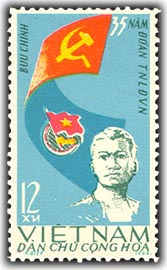 BƯU CHÍNH
35 NĂM
ĐOÀN T.N.L.Đ.V.N
12
XU
VIỆT NAM
DÂN CHỦ CỘNG HÒA